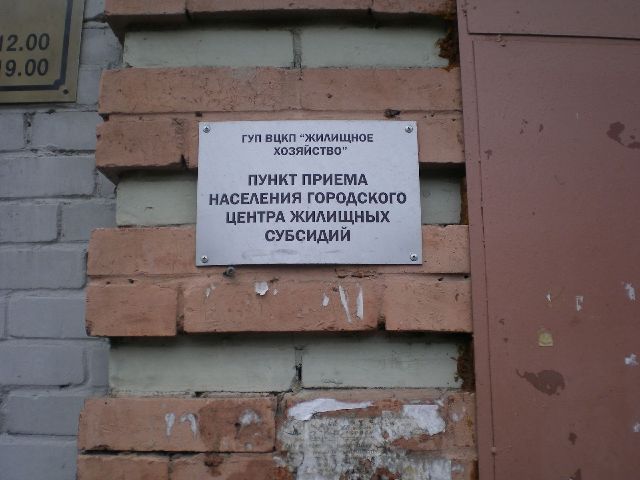 12.00
19.00
ГУП ВЦКП "ЖИЛИЩНОЕ
ХОЗЯЙСТВО"
ПУНКТ ПРИЕМА
НАСЕЛЕНИЯ ГОРОДСКОГО
ЦЕНТРА ЖИЛИЩНЫХ
СУБСИДИЙ